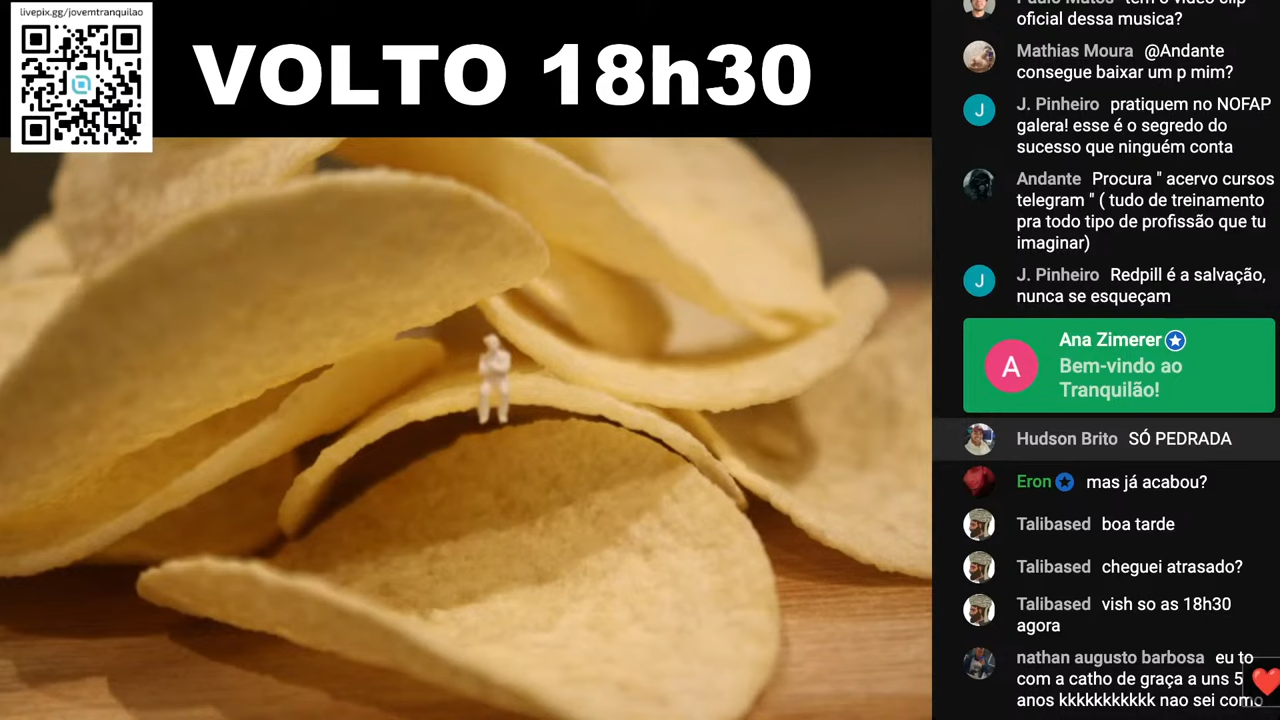 livepix.gg/jovemtranquilao
VOLTO 18h30
oficial dessa musica?
Mathias Moura @Andante
consegue baixar um p mim?
J. Pinheiro pratiquem no NOFAP
galera! esse é o segredo do
sucesso que ninguém conta
Andante Procura " acervo cursos
telegram " ( tudo de treinamento
pra todo tipo de profissão que tu
imaginar)
J. Pinheiro Redpill é a salvação,
nunca se esqueçam
Ana Zimerer
Bem-vindo ao
Tranquilão!
Hudson Brito SÓ PEDRADA
Eron mas já acabou?
Talibased boa tarde
Talibased cheguei atrasado?
Talibased vish so as 18h30
agora
nathan augusto barbosa eu to
com a catho de graça a uns 5
anos kkkkkkkkkkk nao sei como
J
J
A